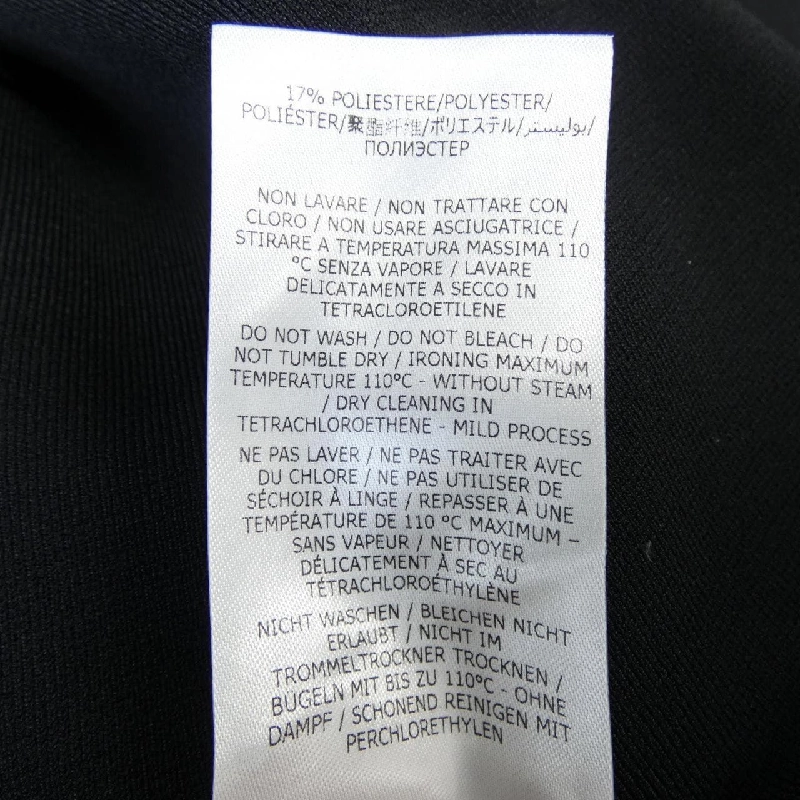 17% POLIESTERE/POLYESTER/
POLIÉSTER/聚酯纤维/ポリエステル/بوليستر/
ПОЛИЭСТЕР
NON LAVARE / NON TRATTARE CON
CLORO / NON USARE ASCIUGATRICE /
STIRARE A TEMPERATURA MASSIMA 110
°C SENZA VAPORE / LAVARE
DELICATAMENTE A SECCO IN
TETRACLOROETILENE
DO NOT WASH / DO NOT BLEACH / DO
NOT TUMBLE DRY / IRONING MAXIMUM
TEMPERATURE 110°C - WITHOUT STEAM
/ DRY CLEANING IN
TETRACHLOROETHENE - MILD PROCESS
NE PAS LAVER / NE PAS TRAITER AVEC
DU CHLORE / NE PAS UTILISER DE
SÉCHOIR À LINGE / REPASSER À UNE
TEMPÉRATURE DE 110 °C MAXIMUM –
SANS VAPEUR / NETTOYER
DÉLICATEMENT À SEC AU
TÉTRACHLOROÉTHYLÈNE
NICHT WASCHEN / BLEICHEN NICHT
ERLAUBT / NICHT IM
TROMMELTROCKNER TROCKNEN /
BÜGELN MIT BIS ZU 110°C - OHNE
DAMPF / SCHONEND REINIGEN MIT
PERCHLORETHYLEN